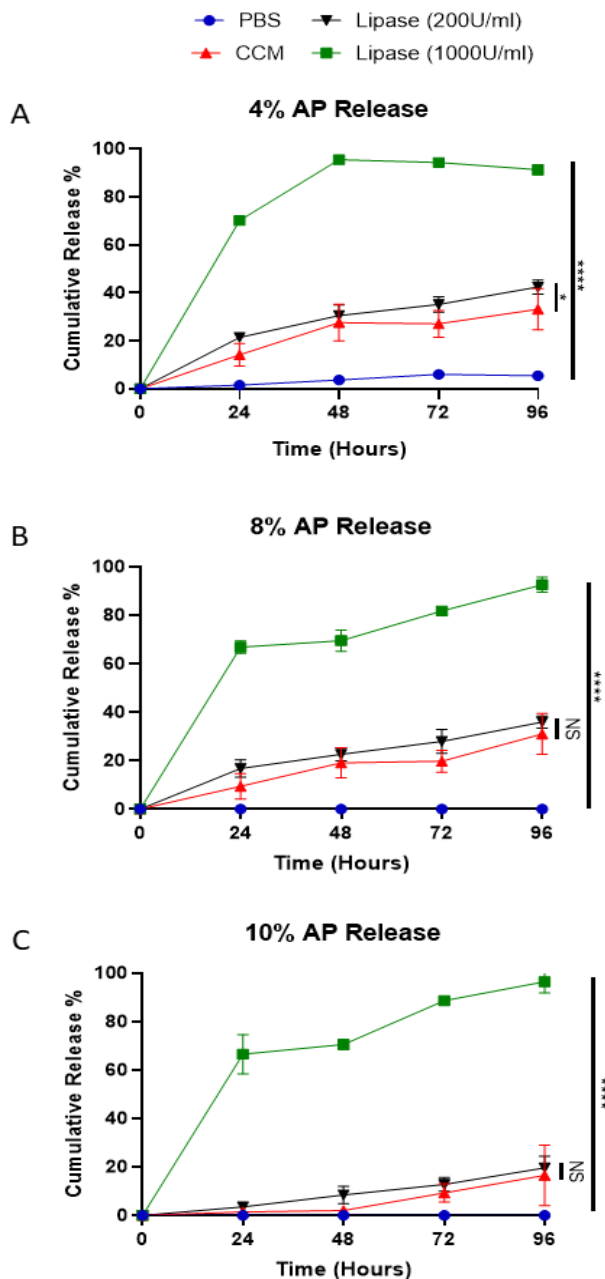 PBS Lipase (200U/ml)
CCM Lipase (1000U/ml)
A
4% AP Release
100
80
60
40
20
0
Cumulative Release %
****
*
0 24 48 72 96
Time (Hours)
B
8% AP Release
100
80
60
40
20
0
Cumulative Release %
****
NS
0 24 48 72 96
Time (Hours)
C
10% AP Release
100
80
60
40
20
0
Cumulative Release %
****
NS
0 24 48 72 96
Time (Hours)